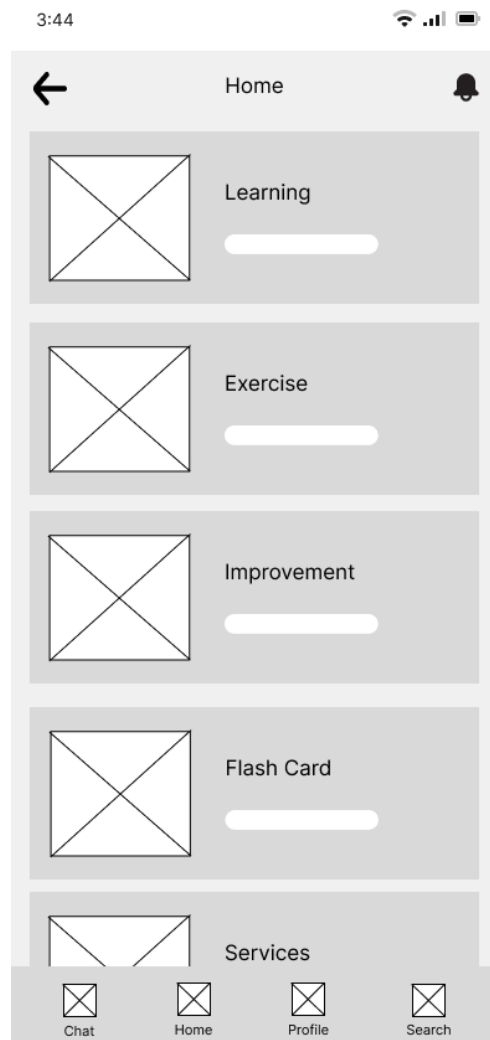 3:44
Home
Learning
Exercise
Improvement
Flash Card
Services
Chat Home Profile Search